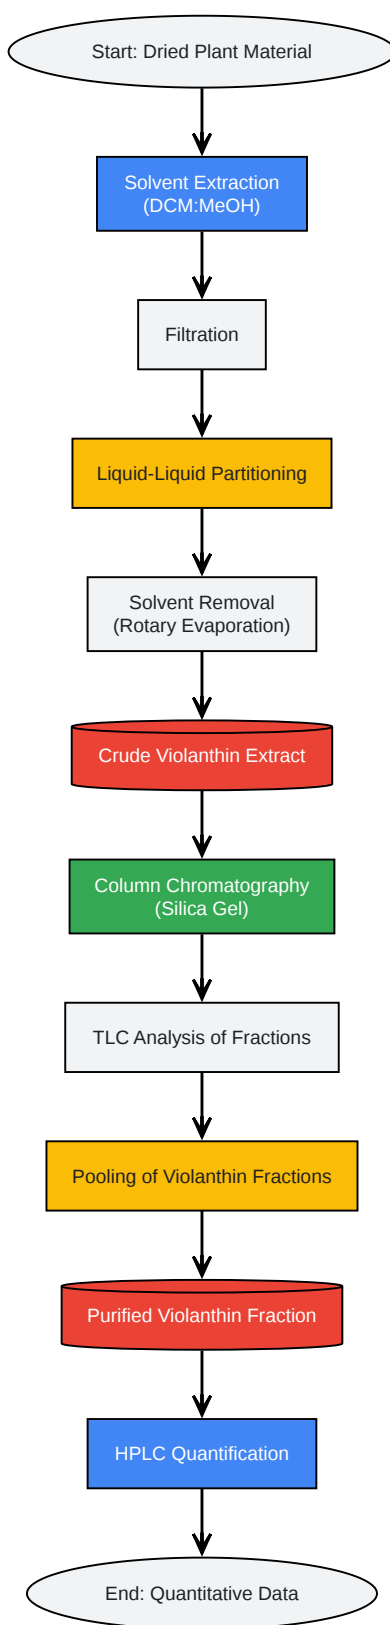 Start: Dried Plant Material
Solvent Extraction
(DCM:MeOH)
Filtration
Liquid-Liquid Partitioning
Solvent Removal
(Rotary Evaporation)
Crude Violanthin Extract
Column Chromatography
(Silica Gel)
TLC Analysis of Fractions
Pooling of Violanthin Fractions
Purified Violanthin Fraction
HPLC Quantification
End: Quantitative Data